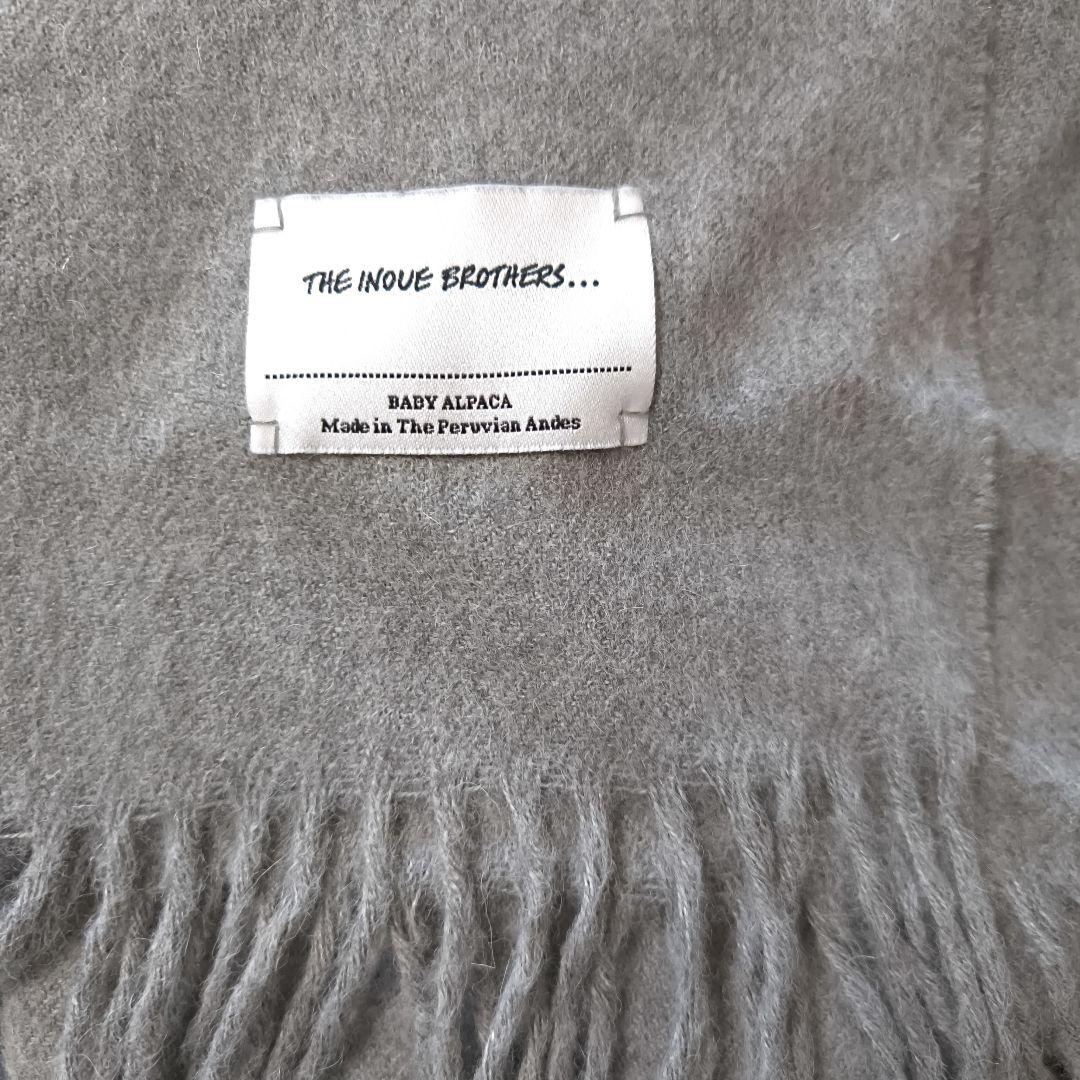 THE INOUE BROTHERS...
BABY ALPACA
Made in The Peruvian Andes